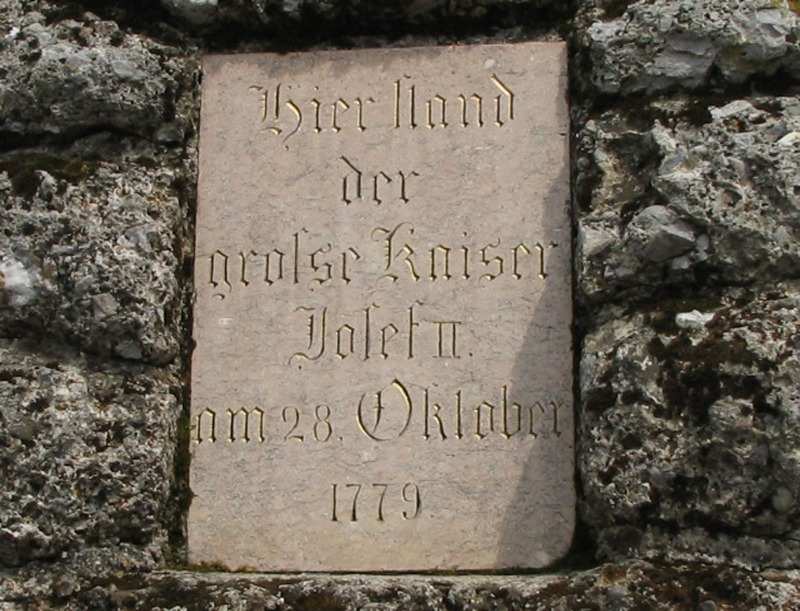 Hier stand
der
grosse Kaiser
Josef II.
am 28. Oktober
1779.